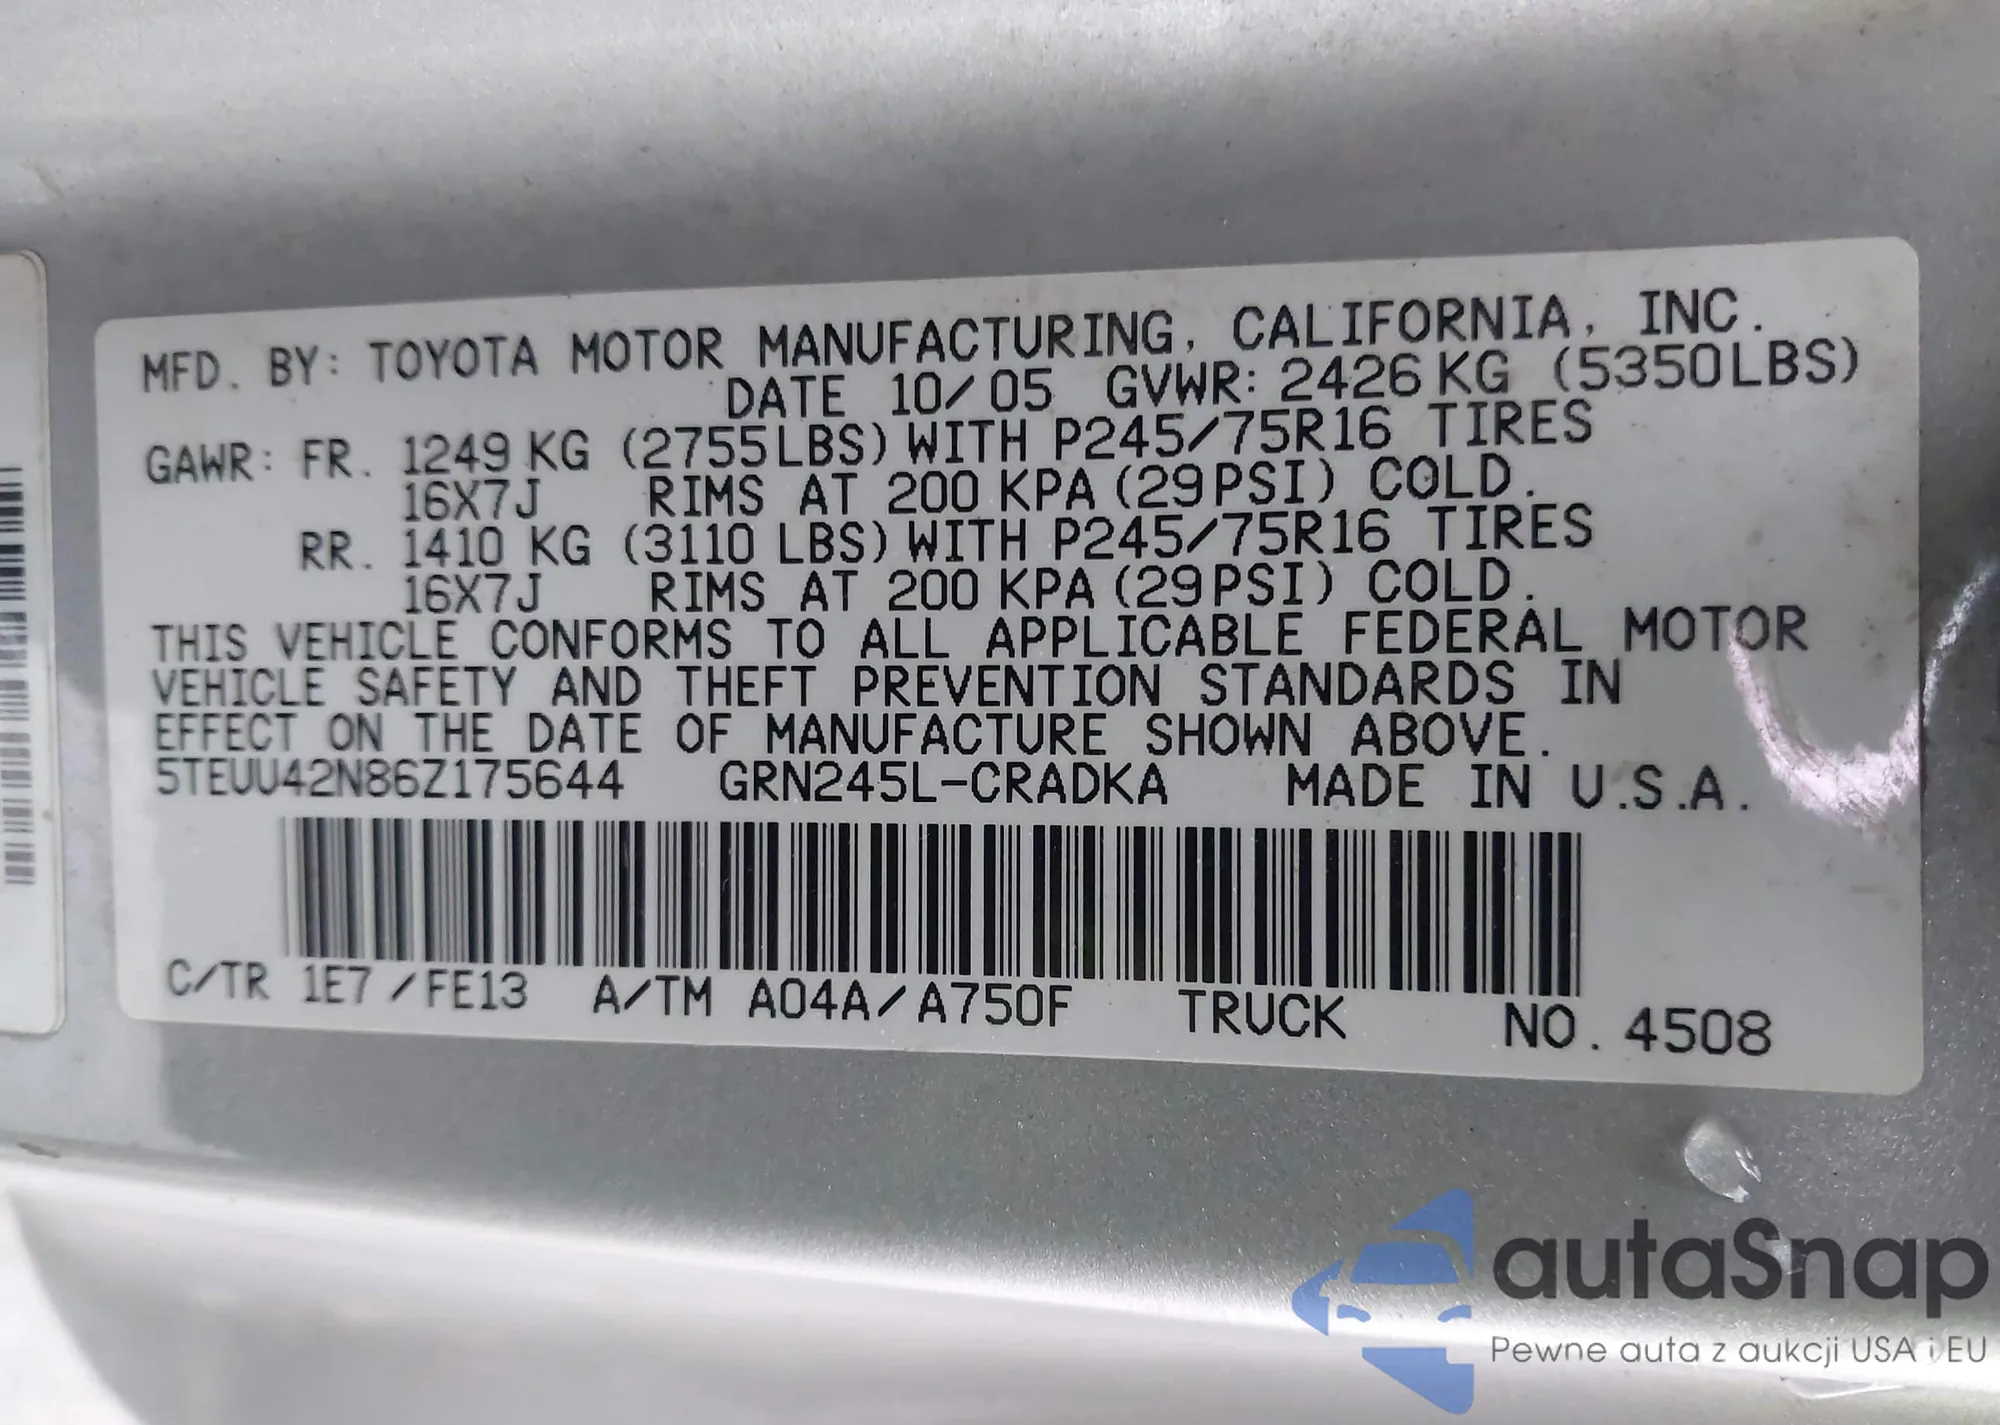 MFD. BY: TOYOTA MOTOR MANUFACTURING, CALIFORNIA, INC.
DATE 10/05 GVWR: 2426KG (5350LBS)
GAWR: FR. 1249 KG (2755LBS) WITH P245/75R16 TIRES
16X7J RIMS AT 200 KPA (29PSI) COLD.
RR. 1410 KG (3110 LBS) WITH P245/75R16 TIRES
16X7J RIMS AT 200 KPA (29PSI) COLD.
THIS VEHICLE CONFORMS TO ALL APPLICABLE FEDERAL MOTOR
VEHICLE SAFETY AND THEFT PREVENTION STANDARDS IN
EFFECT ON THE DATE OF MANUFACTURE SHOWN ABOVE.
5TEUU42N86Z175644 GRN245L-CRADKA MADE IN U.S.A.
C/TR 1E7 /FE13 A/TM A04A/A750F TRUCK NO. 4508
autaSnap
Pewne auta z aukcji USA i EU